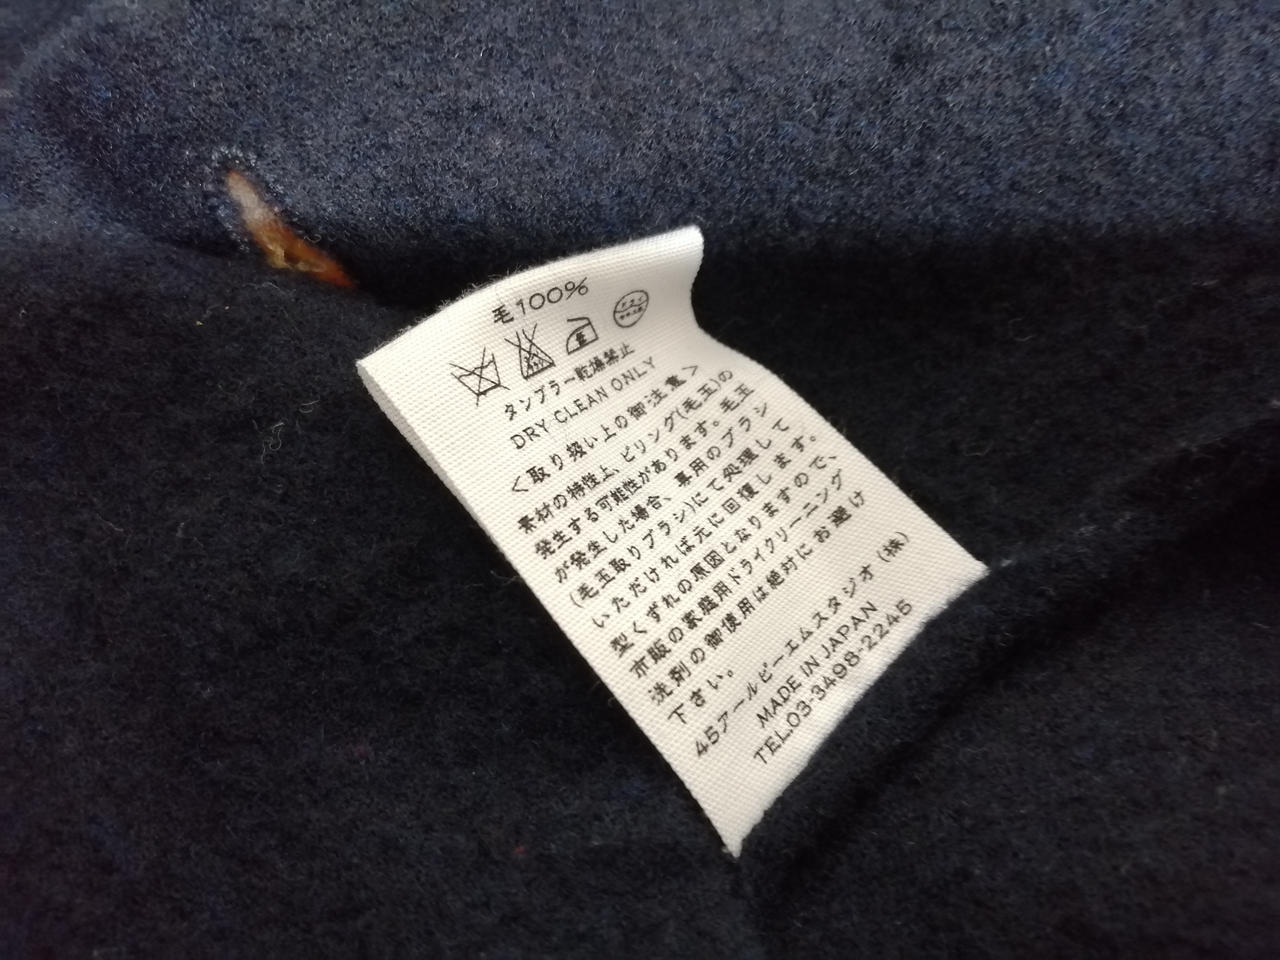 毛100%
タンブラー乾燥禁止
DRY CLEAN ONLY
<取り扱い上の御注意>
素材の特性上、ピリング(毛玉)の
発生する可能性があります。毛玉
が発生した場合、専用のブラシ
(毛玉取りブラシ)にて処理して
いただければ元に回復します。
型くずれの原因となりますので、
市販の家庭用ドライクリーニング
洗剤の御使用は絶対にお避け
下さい。
45アールピーエムスタジオ(株)
MADE IN JAPAN
TEL.03-3498-2245